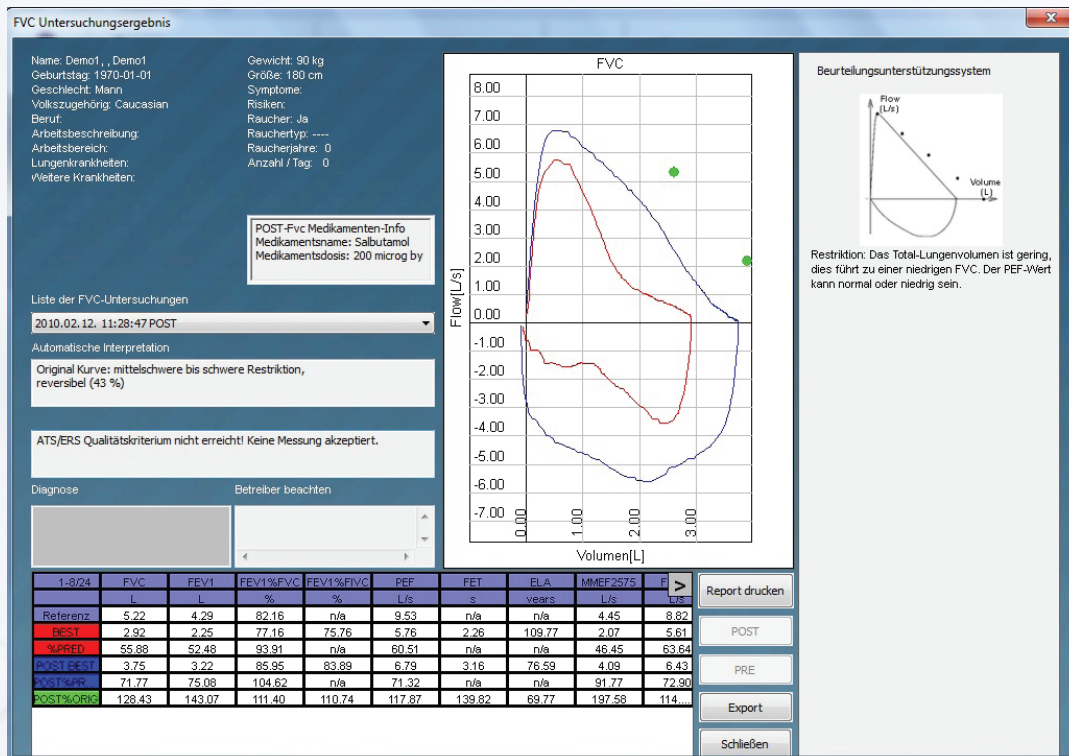 FVC Untersuchungsergebnis
Name: Demo1, , Demo1
Geburtstag: 1970-01-01
Geschlecht: Mann
Volkszugehörig: Caucasian
Beruf:
Arbeitsbeschreibung:
Arbeitsbereich:
Lungenkrankheiten:
Weitere Krankheiten:
Gewicht: 90 kg
Größe: 180 cm
Symptome:
Risiken:
Raucher: Ja
Rauchertyp: ----
Raucherjahre: 0
Anzahl / Tag: 0
POST-Fvc Medikamenten-Info
Medikamentsname: Salbutamol
Medikamentsdosis: 200 microg by
Liste der FVC-Untersuchungen
2010.02.12. 11:28:47 POST
Automatische Interpretation
Original Kurve: mittelschwere bis schwere Restriktion,
reversibel (43 %)
ATS/ERS Qualitätskriterium nicht erreicht! Keine Messung akzeptiert.
Diagnose
Betreiber beachten
FVC
8.00
7.00
6.00
5.00
4.00
3.00
2.00
1.00
0.00
-1.00
-2.00
-3.00
-4.00
-5.00
-6.00
-7.00
Flow[L/s]
0.00 1.00 2.00 3.00
Volumen[L]
Beurteilungsunterstützungssystem
Flow
(L/s)
Volume
(L)
Restriktion: Das Total-Lungenvolumen ist gering,
dies führt zu einer niedrigen FVC. Der PEF-Wert
kann normal oder niedrig sein.
1-8/24 FVC FEV1 FEV1%FVC FEV1%FIVC PEF FET ELA MMEF2575 F >
L L % % L/s s years L/s L/s
Referenz 5.22 4.29 82.16 n/a 9.53 n/a n/a 4.45 8.82
BEST 2.92 2.25 77.16 75.76 5.76 2.26 109.77 2.07 5.61
%PRED 55.88 52.48 93.91 n/a 60.51 n/a n/a 46.45 63.64
POST BEST 3.75 3.22 85.95 83.89 6.79 3.16 76.59 4.09 6.43
POST%PR 71.77 75.08 104.62 n/a 71.32 n/a n/a 91.77 72.90
POST%ORIG 128.43 143.07 111.40 110.74 117.87 139.82 69.77 197.58 114....
Report drucken
POST
PRE
Export
Schließen